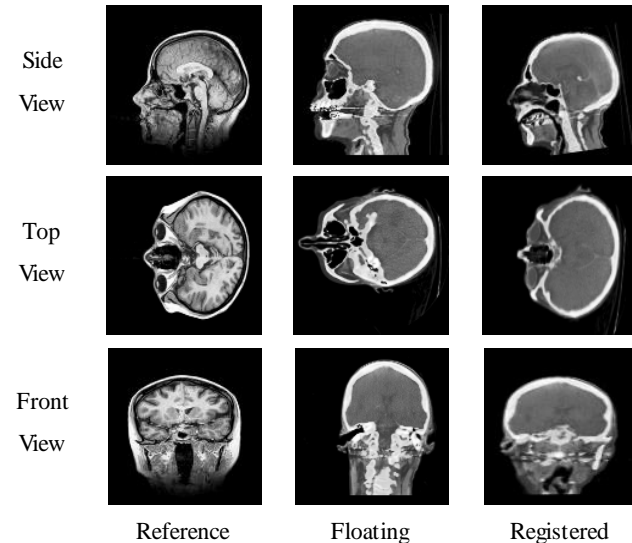 Side
View
Top
View
Front
View
Reference Floating Registered